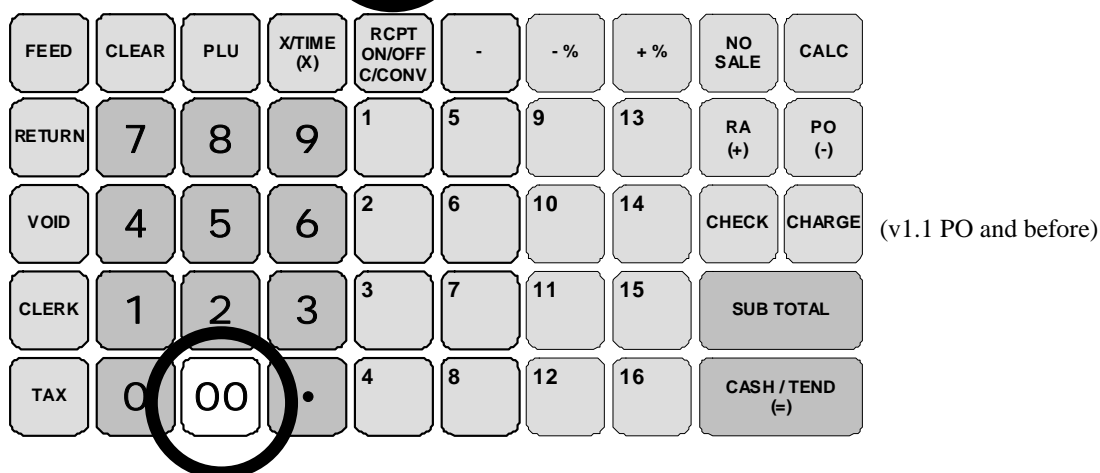 FEED CLEAR PLU X/TIME (X) RCPT ON/OFF C/CONV - - % + % NO SALE CALC
RETURN 7 8 9 1 5 9 13 RA (+) PO (-)
VOID 4 5 6 2 6 10 14 CHECK CHARGE (v1.1 PO and before)
CLERK 1 2 3 3 7 11 15 SUB TOTAL
TAX 0 00 • 4 8 12 16 CASH / TEND (=)